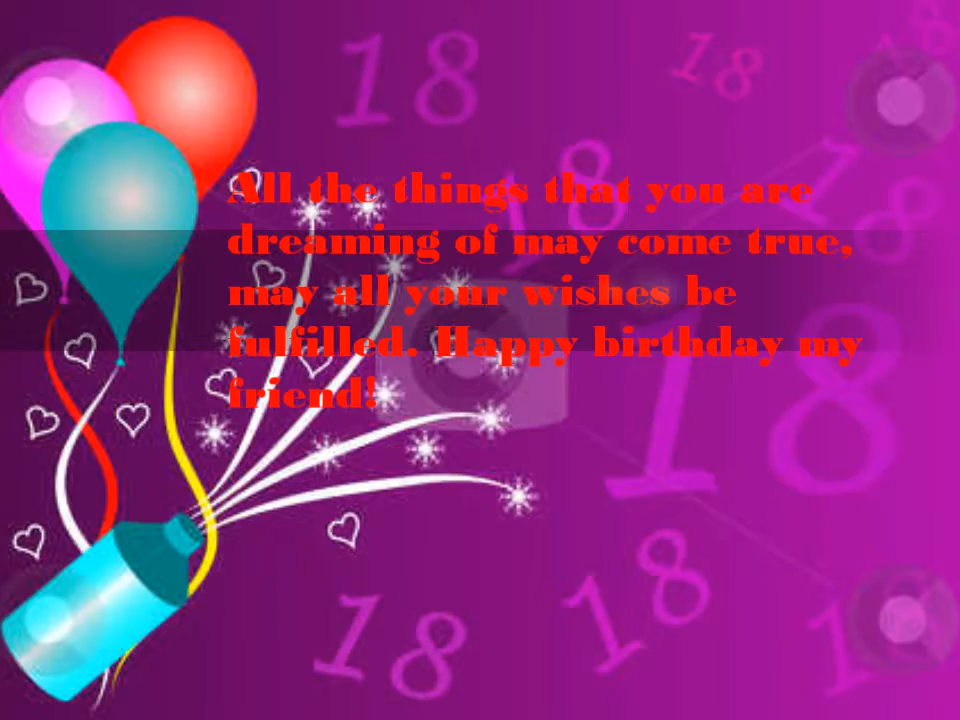 18
18
18
All the things that you are
dreaming of may come true,
may all your wishes be
fulfilled. Happy birthday my
friend!
18
18
18
18